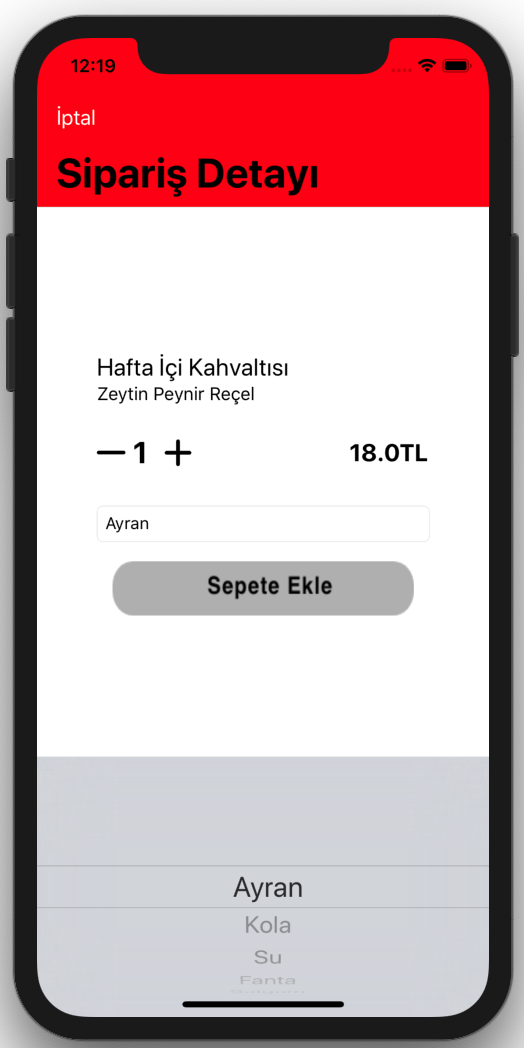 12:19
İptal
Sipariş Detayı
Hafta İçi Kahvaltısı
Zeytin Peynir Reçel
1
18.0TL
Ayran
Sepete Ekle
Ayran
Kola
Su
Fanta